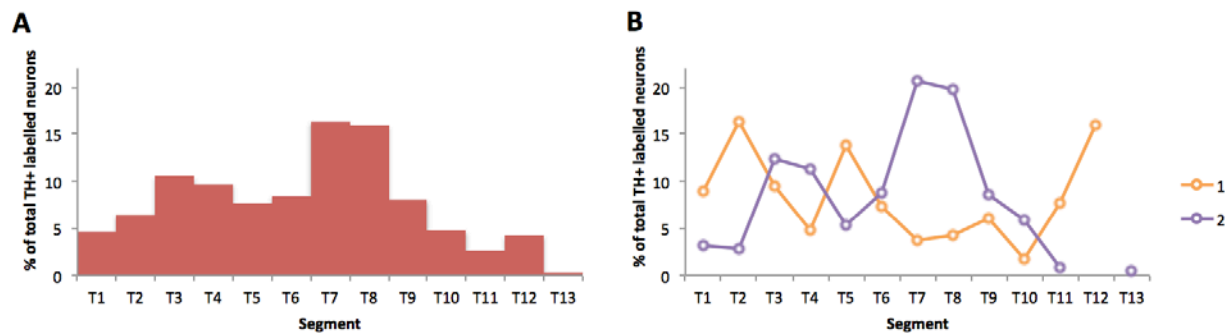 A
% of total TH+ labelled neurons
20
15
10
5
0
T1 T2 T3 T4 T5 T6 T7 T8 T9 T10 T11 T12 T13
Segment
B
% of total TH+ labelled neurons
20
15
10
5
0
T1 T2 T3 T4 T5 T6 T7 T8 T9 T10 T11 T12 T13
Segment
1
2